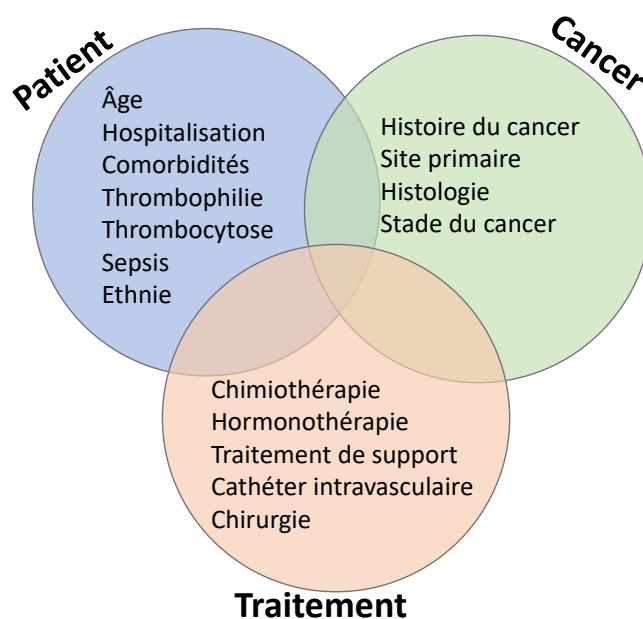 Patient
Âge
Hospitalisation
Comorbidités
Thrombophilie
Thrombocytose
Sepsis
Ethnie
Cancer
Histoire du cancer
Site primaire
Histologie
Stade du cancer
Chimiothérapie
Hormonothérapie
Traitement de support
Cathéter intravasculaire
Chirurgie
Traitement